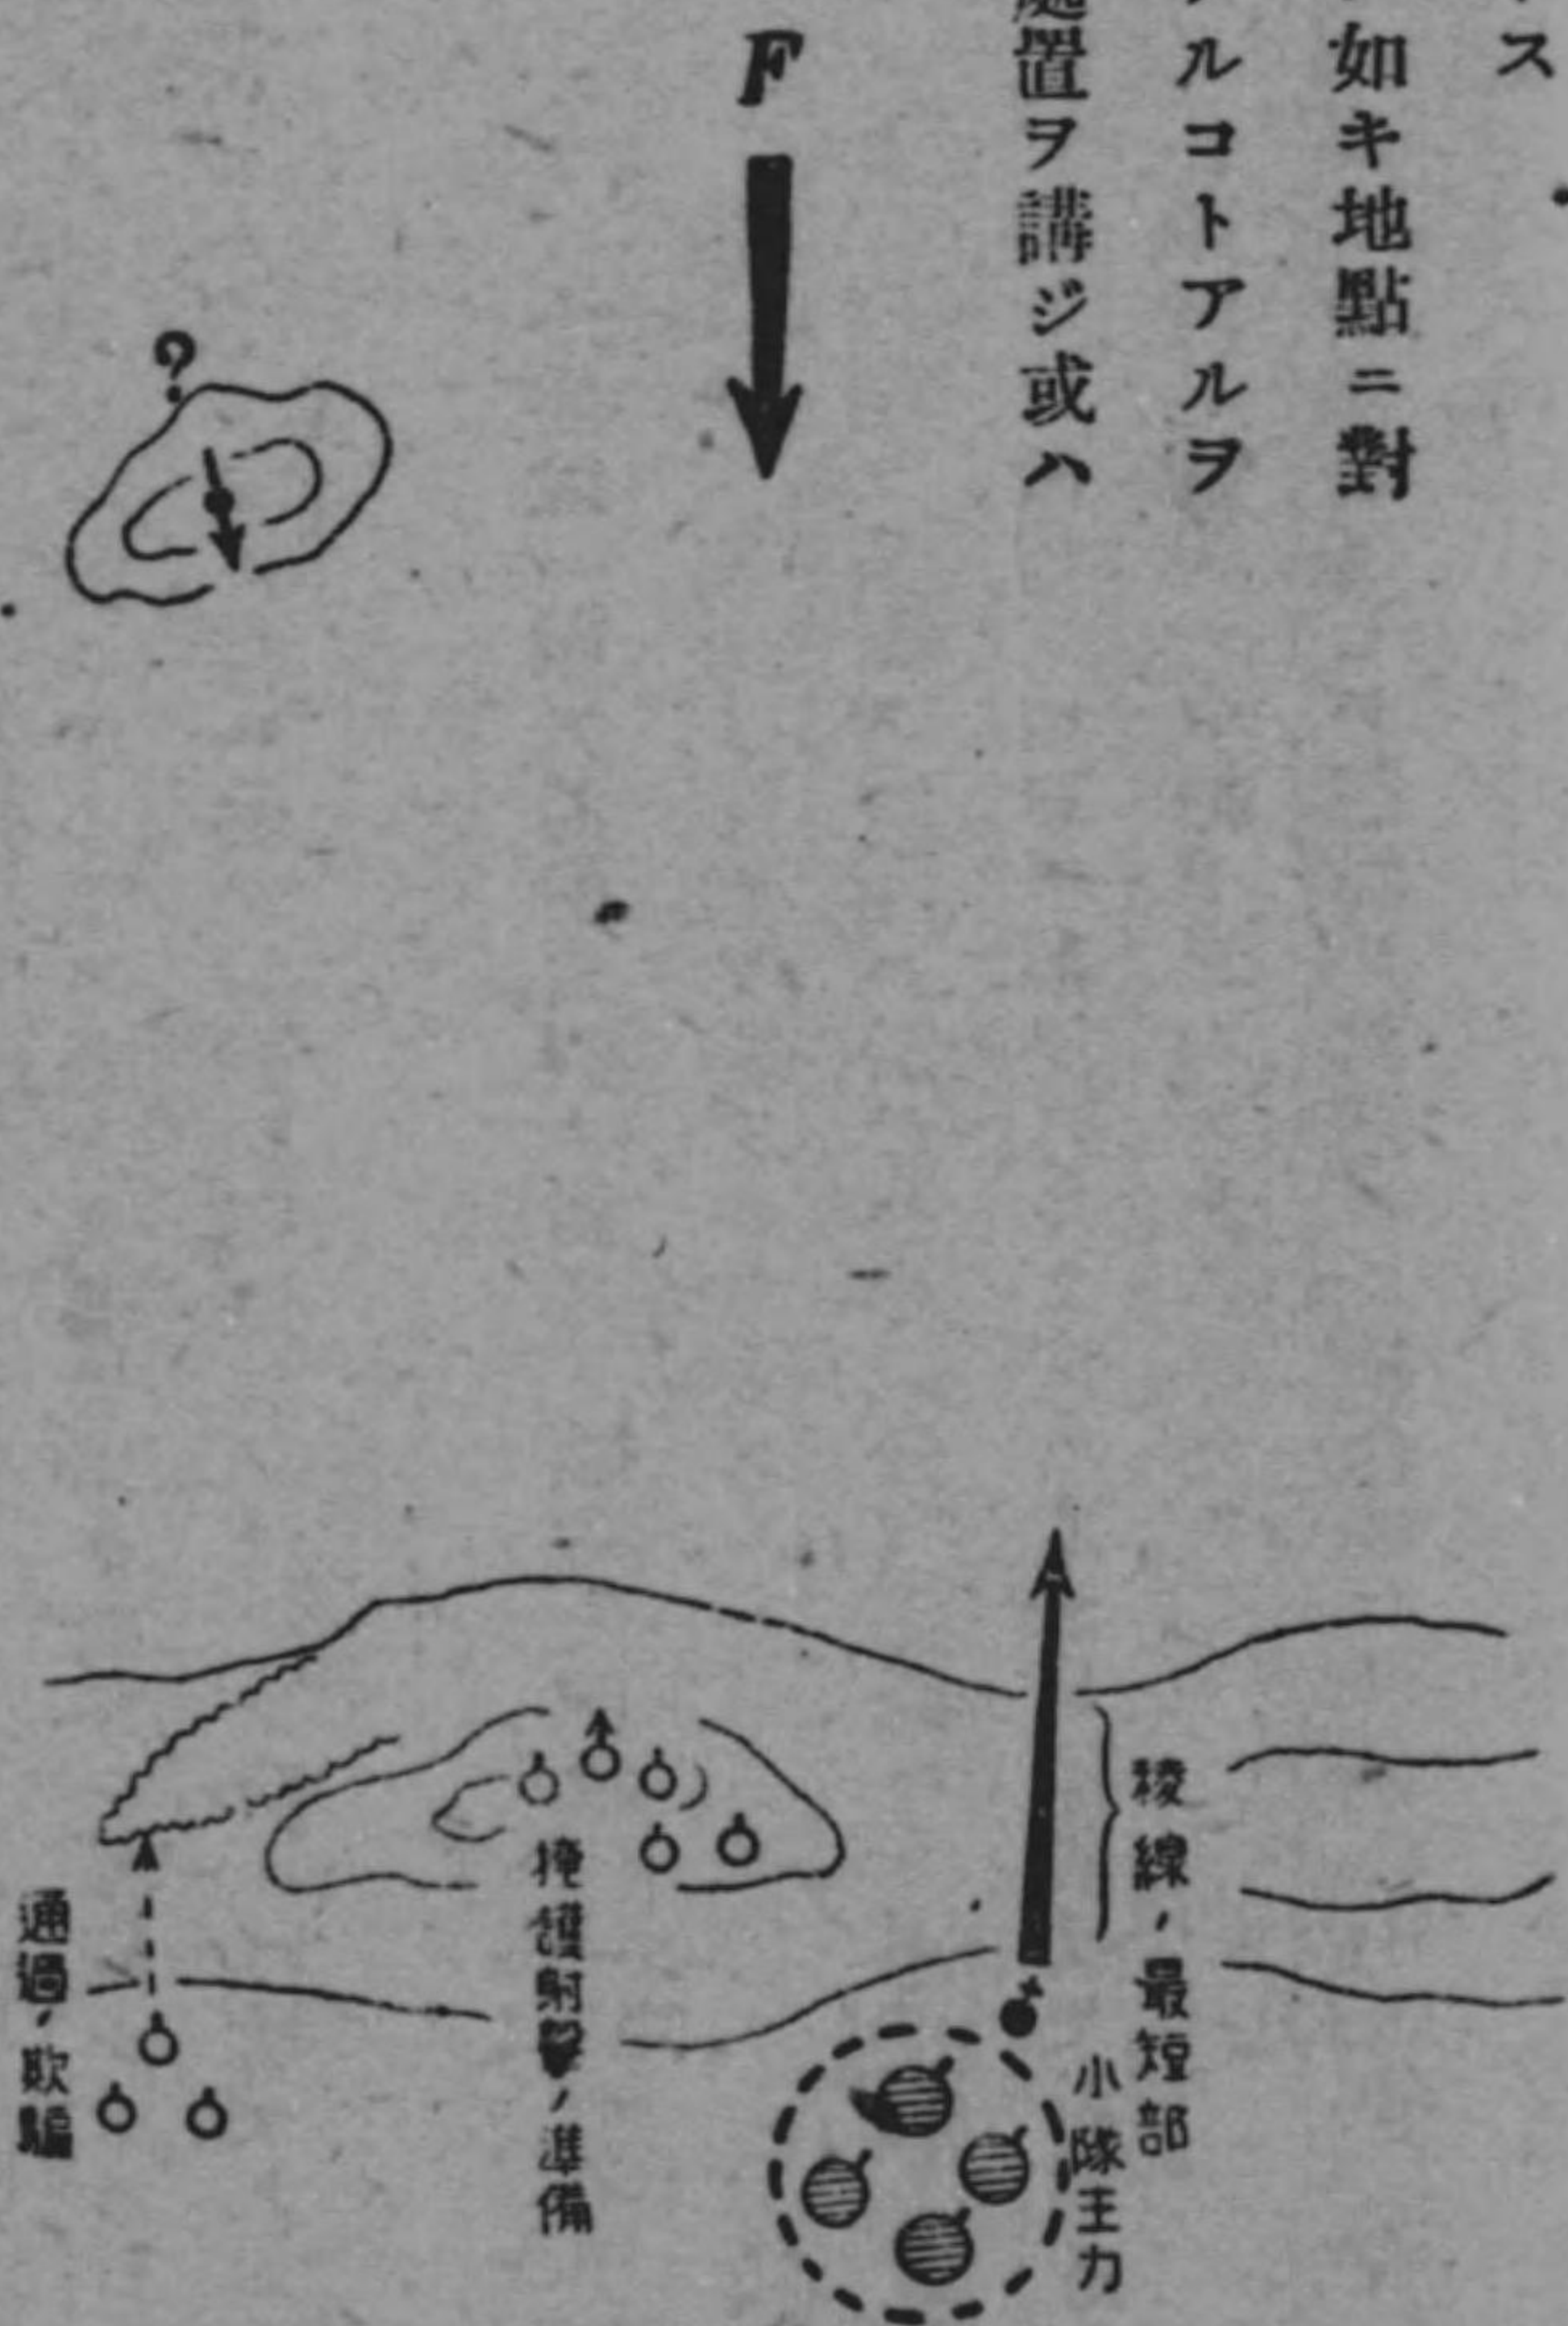 ス
如キ地點ニ對
ルコトアルヲ
處置ヲ講ジ或ハ
F
?
稜線ノ最短部
小隊主力
掩護射擊ノ準備
通過ノ欺騙